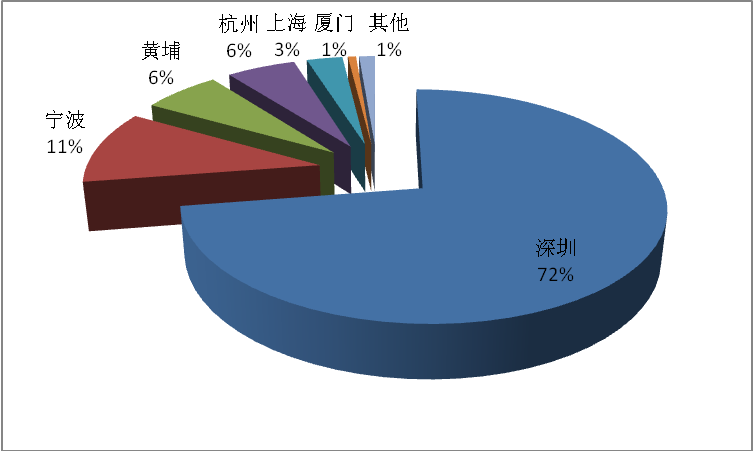 杭州 上海 厦门 其他
6% 3% 1% 1%
黄埔
6%
宁波
11%
深圳
72%